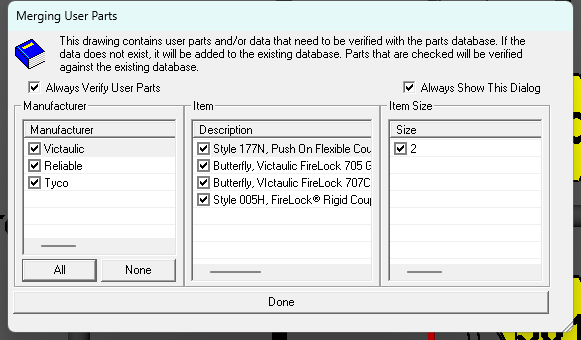 Merging User Parts
This drawing contains user parts and/or data that need to be verified with the parts database. If the
data does not exist, it will be added to the existing database. Parts that are checked will be verified
against the existing database.
Always Verify User Parts
Always Show This Dialog
Manufacturer
Manufacturer
Victaulic
Reliable
Tyco
All
None
Item
Description
Style 177N, Push On Flexible Cou
Butterfly, Victaulic FireLock 705 G
Butterfly, VIctaulic FireLock 707C
Style 005H, FireLock® Rigid Coup
Item Size
Size
2
Done